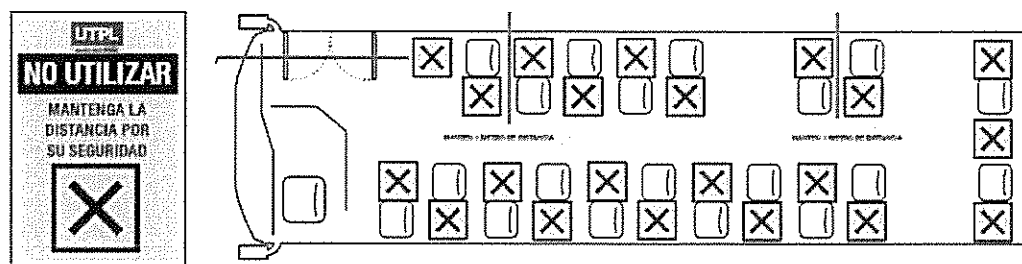 UTPL
NO UTILIZAR
MANTENGA LA
DISTANCIA POR
SU SEGURIDAD